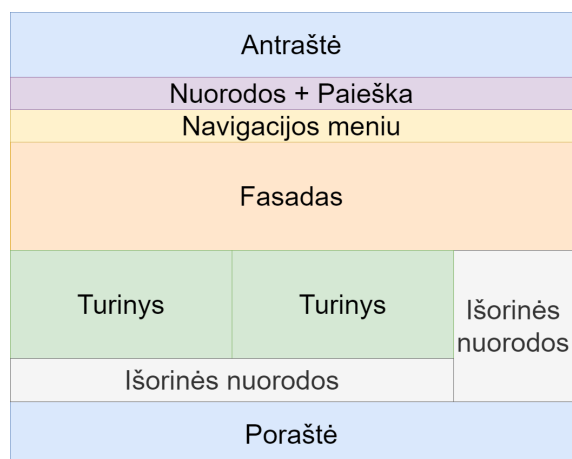 Antraštė
Nuorodos + Paieška
Navigacijos meniu
Fasadas
Turinys
Turinys
Išorinės
nuorodos
Išorinės nuorodos
Poraštė